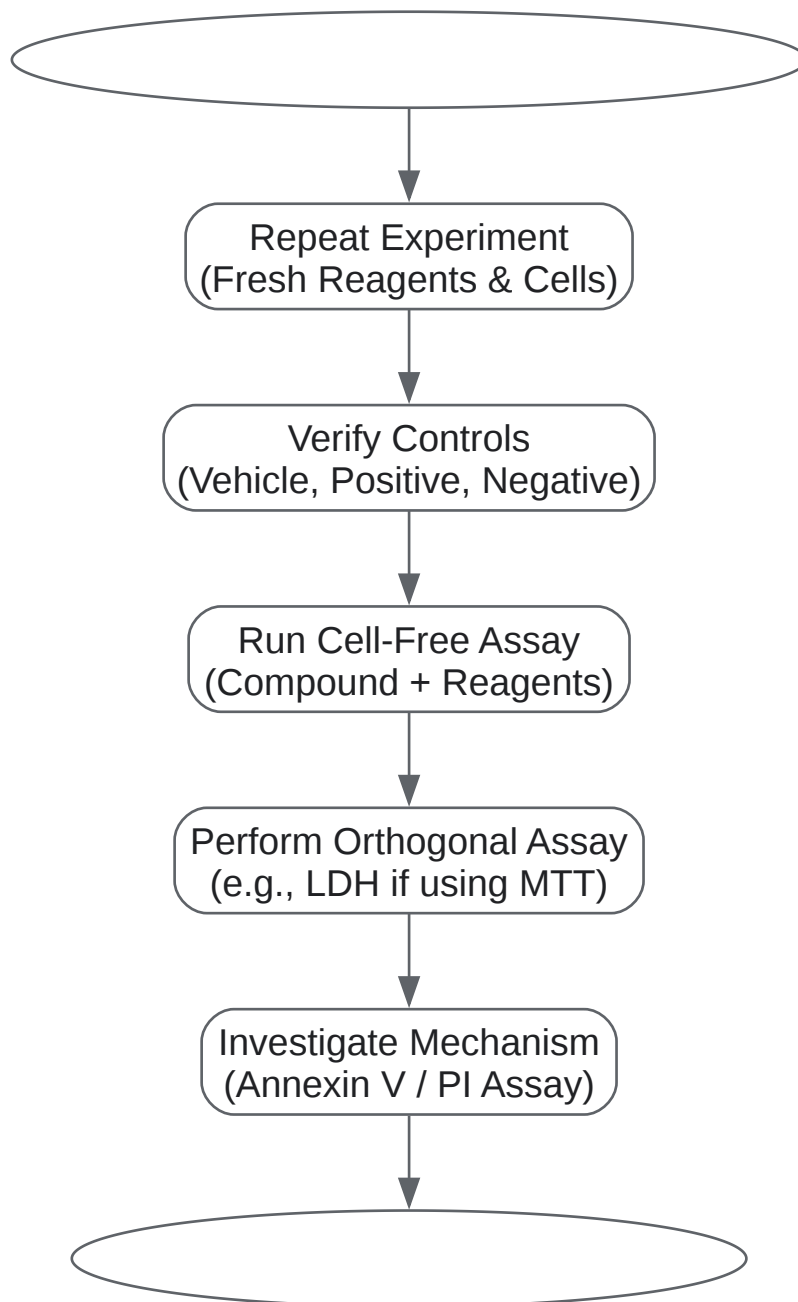 Repeat Experiment
(Fresh Reagents & Cells)
Verify Controls
(Vehicle, Positive, Negative)
Run Cell-Free Assay
(Compound + Reagents)
Perform Orthogonal Assay
(e.g., LDH if using MTT)
Investigate Mechanism
(Annexin V / PI Assay)